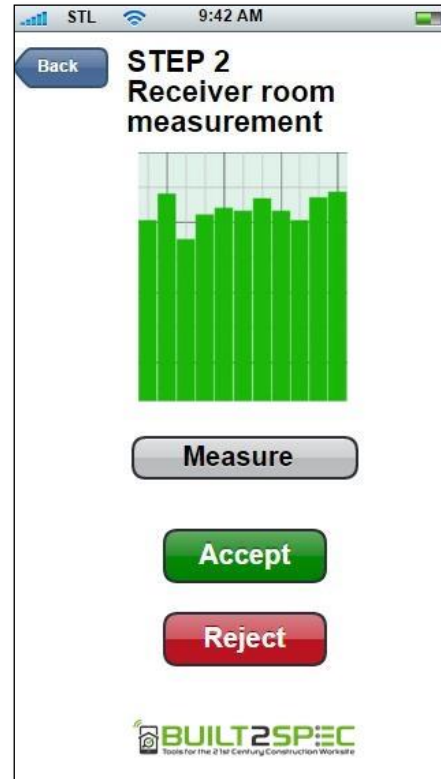 STL 9:42 AM
Back
STEP 2
Receiver room
measurement
Measure
Accept
Reject
BUILT2SPEC
Tools for the 21st Century Construction Worksite